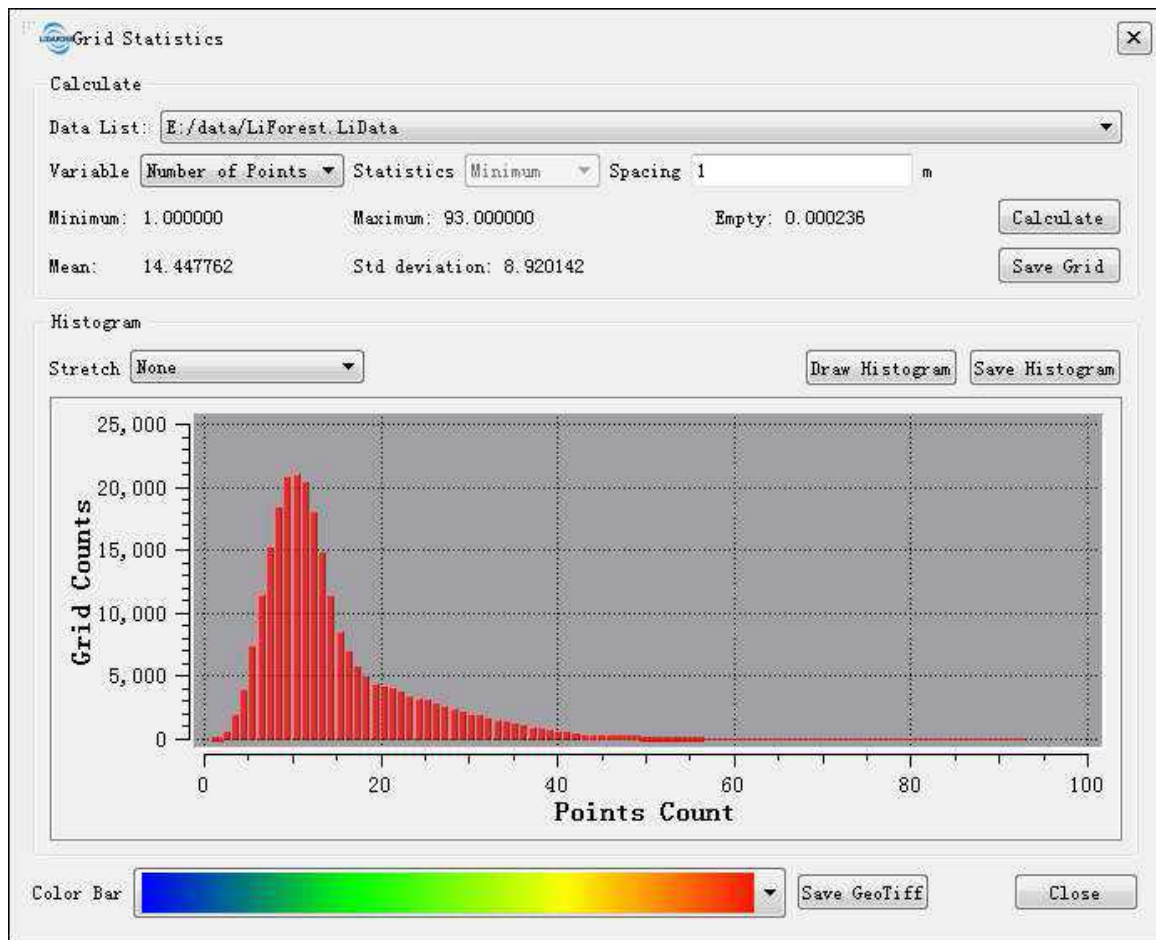 Grid Statistics
Calculate
Data List: E:/data/LiForest.LiData
Variable Number of Points Statistics Minimum Spacing 1 m
Minimum: 1.000000 Maximum: 93.000000 Empty: 0.000236 Calculate
Mean: 14.447762 Std deviation: 8.920142 Save Grid
Histogram
Stretch None Draw Histogram Save Histogram
25,000
20,000
15,000
10,000
5,000
0
Grid Counts
0 20 40 60 80 100
Points Count
Color Bar Save GeoTiff Close